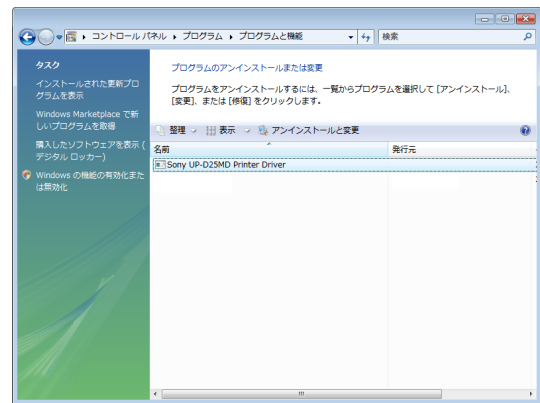 コントロール パネル ▸ プログラム ▸ プログラムと機能
検索
タスク
インストールされた更新プロ
グラムを表示
Windows Marketplace で新
しいプログラムを取得
購入したソフトウェアを表示 (
デジタル ロッカー)
Windows の機能の有効化また
は無効化
プログラムのアンインストールまたは変更
プログラムをアンインストールするには、一覧からプログラムを選択して [アンインストール]、
[変更]、または [修復] をクリックします。
整理 表示 アンインストールと変更
名前 発行元
Sony UP-D25MD Printer Driver